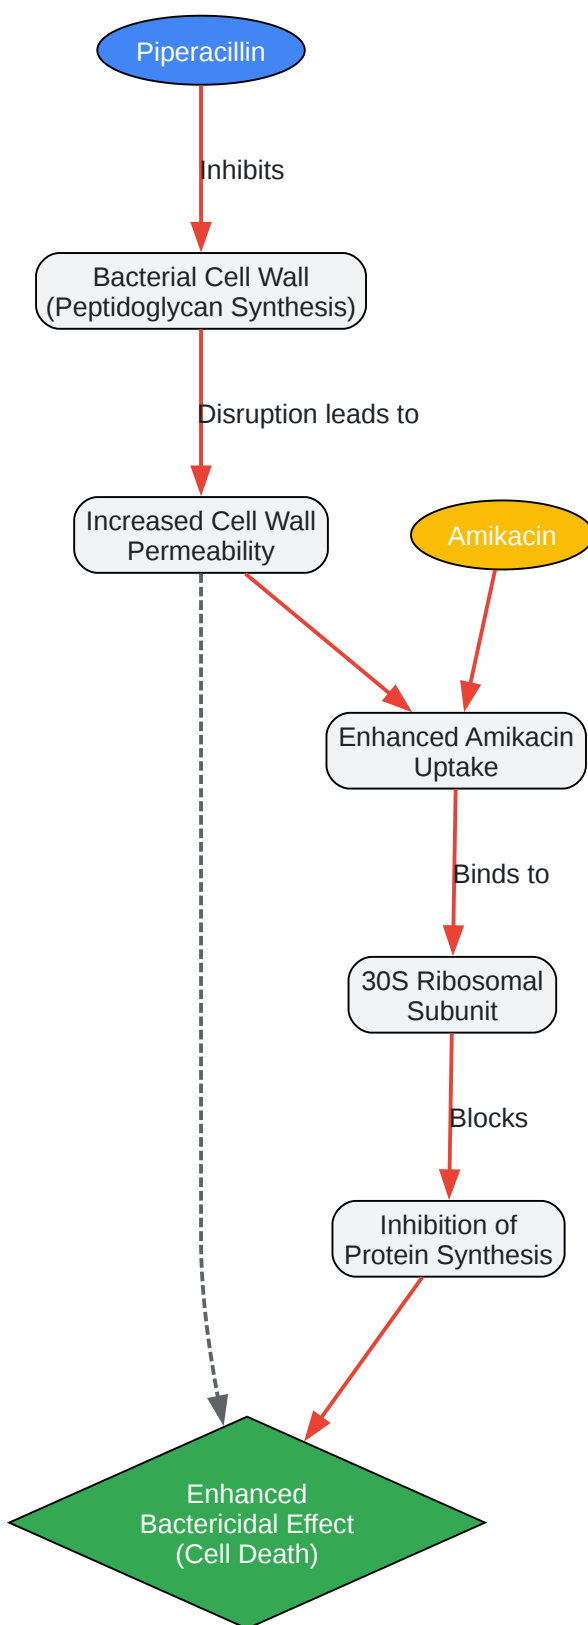 Piperacillin
Inhibits
Bacterial Cell Wall
(Peptidoglycan Synthesis)
Disruption leads to
Increased Cell Wall
Permeability
Amikacin
Enhanced Amikacin
Uptake
Binds to
30S Ribosomal
Subunit
Blocks
Inhibition of
Protein Synthesis
Enhanced
Bactericidal Effect
(Cell Death)